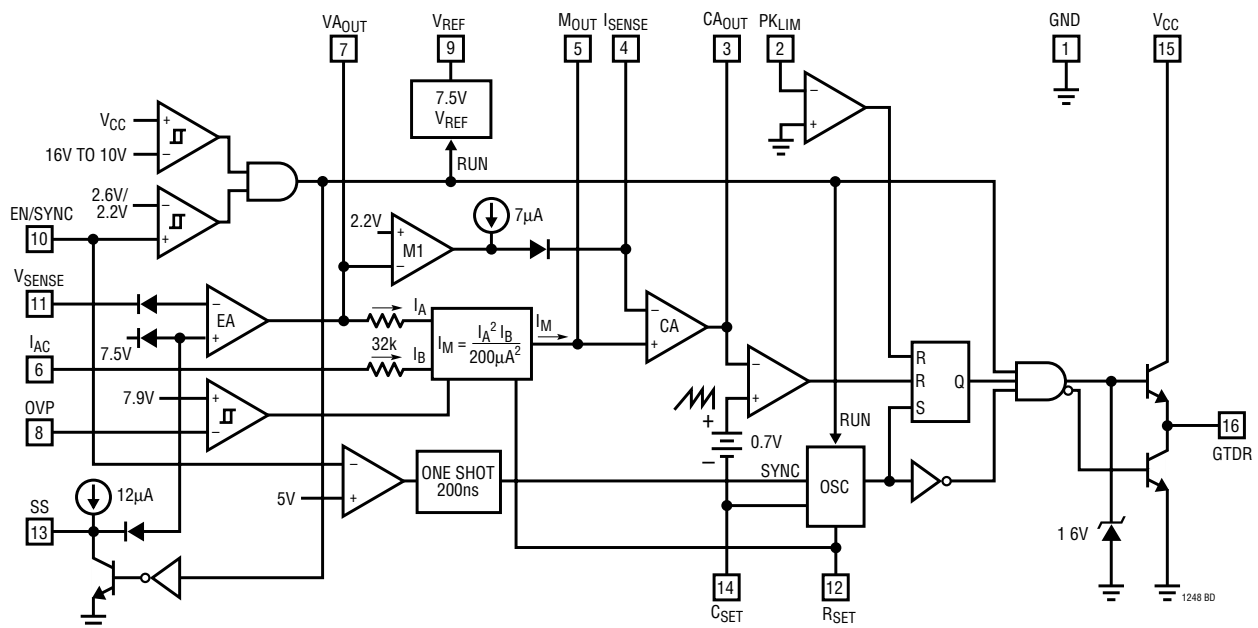 VAOUT
7
VREF
9
MOUT
5
ISENSE
4
CAOUT
3
PKLIM
2
GND
1
VCC
15
7.5V
VREF
RUN
VCC
+
–
16V TO 10V
2.6V/
2.2V
–
+
EN/SYNC
10
2.2V
+
–
M1
7µA
VSENSE
11
–
+
EA
7.5V
IA
32k
IB
IM = IA² IB
200µA²
IM
–
+
CA
–
+
IAC
6
7.9V
+
–
OVP
8
R
R
S
Q
–
+
+
–
0.7V
RUN
16
GTDR
–
+
5V
ONE SHOT
200ns
SYNC
OSC
12µA
SS
13
1 6V
14
CSET
12
RSET
1248 BD